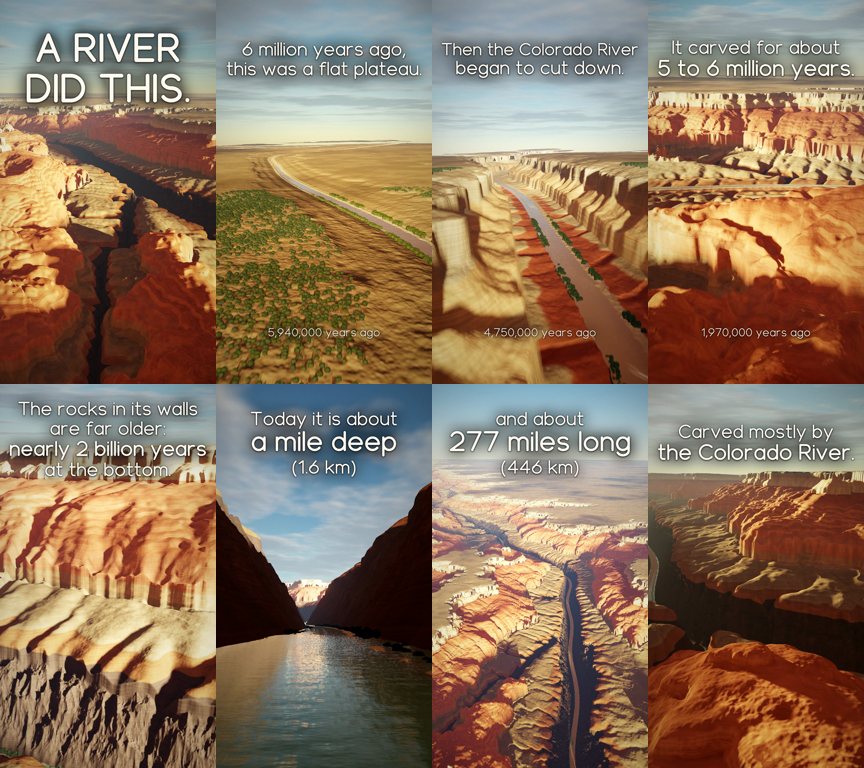 A RIVER
DID THIS.
6 million years ago,
this was a flat plateau.
5,940,000 years ago
Then the Colorado River
began to cut down.
4,750,000 years ago
It carved for about
5 to 6 million years.
1,970,000 years ago
The rocks in its walls
are far older:
nearly 2 billion years
at the bottom.
Today it is about
a mile deep
(1.6 km)
and about
277 miles long
(446 km)
Carved mostly by
the Colorado River.